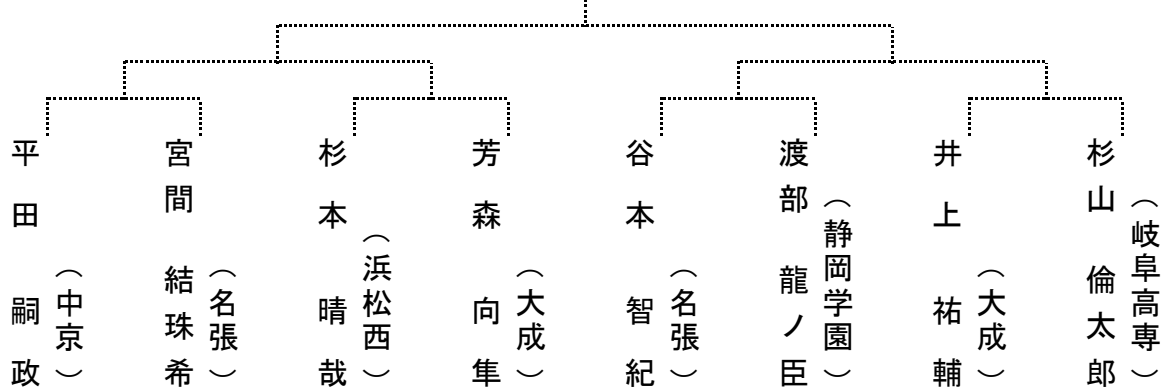 平田 嗣政
（中京）
宮間 結珠希
（名張）
杉本 晴哉
（浜松西）
芳森 向隼
（大成）
谷本 智紀
（名張）
渡部 龍ノ臣
（静岡学園）
井上 祐輔
（大成）
杉山 倫太郎
（岐阜高専）